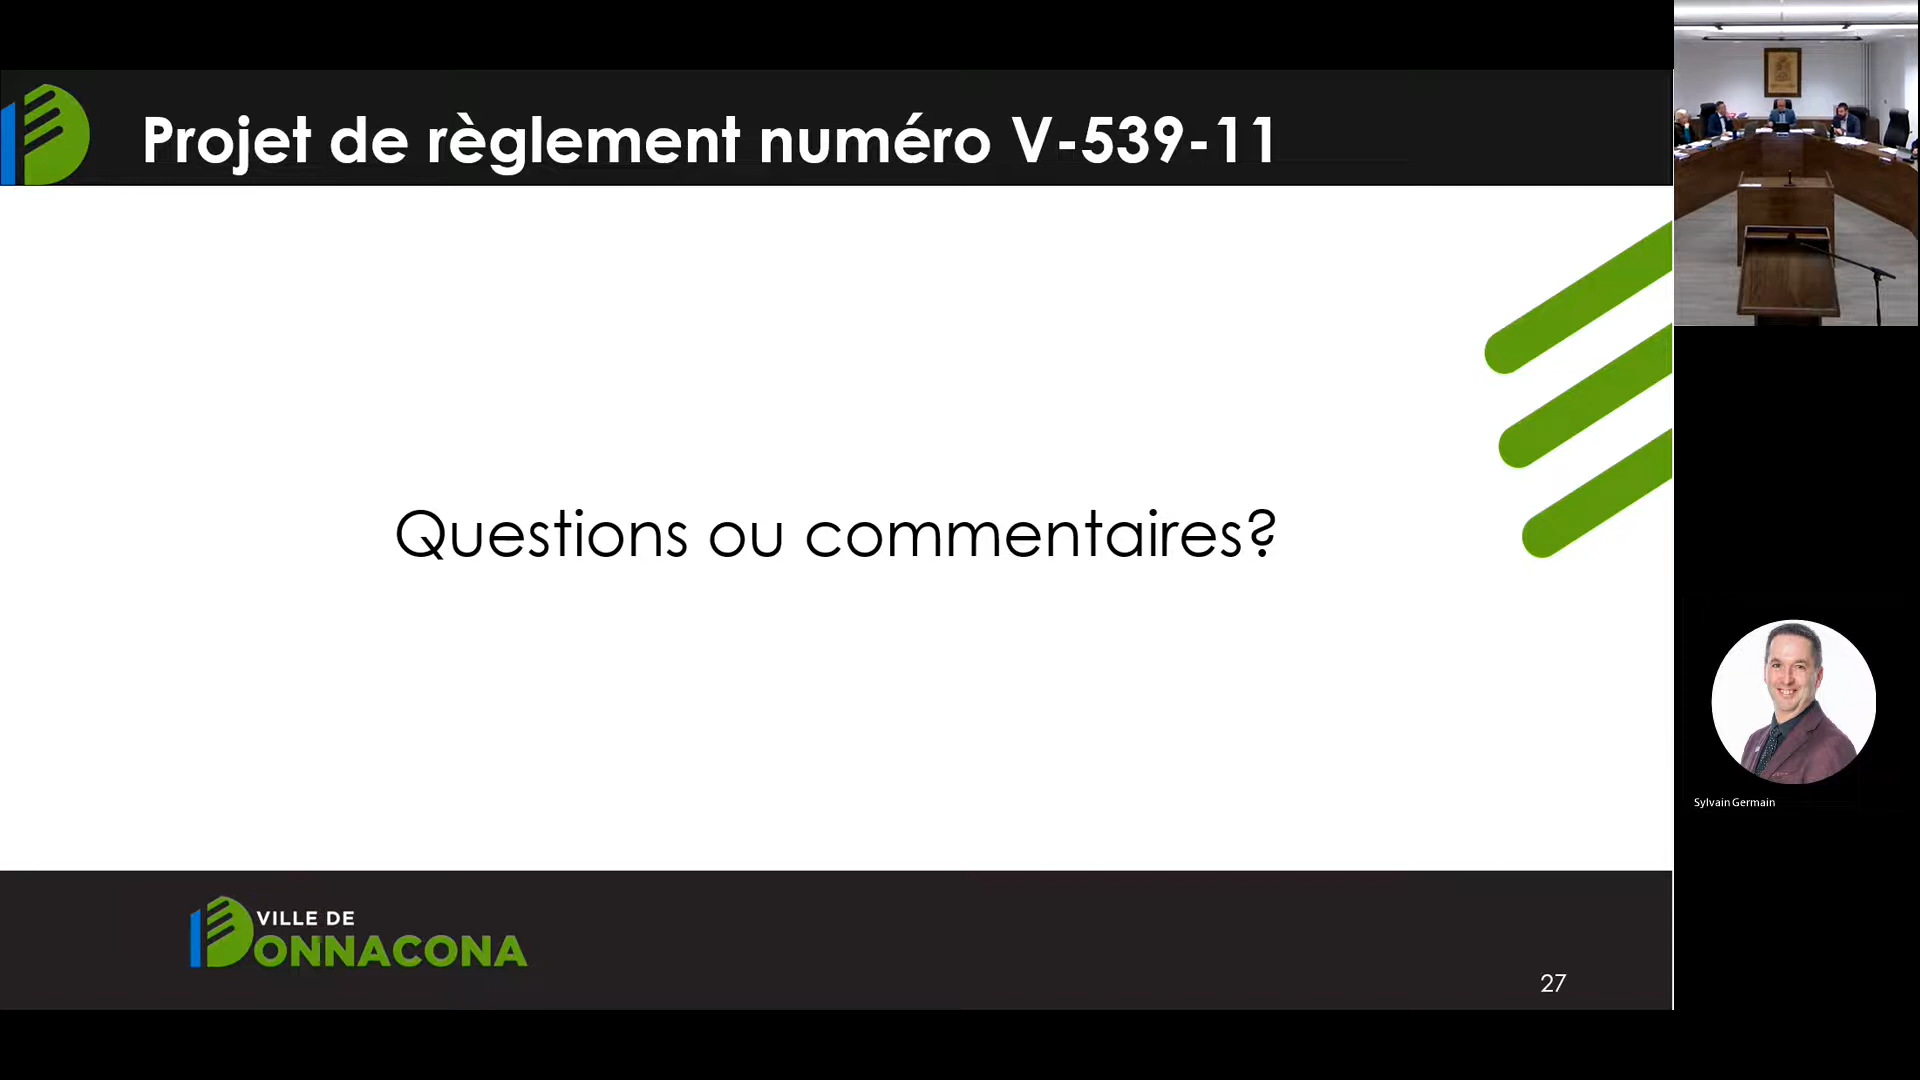 Projet de règlement numéro V-539-11
Questions ou commentaires?
Sylvain Germain
VILLE DE
DONNACONA
27